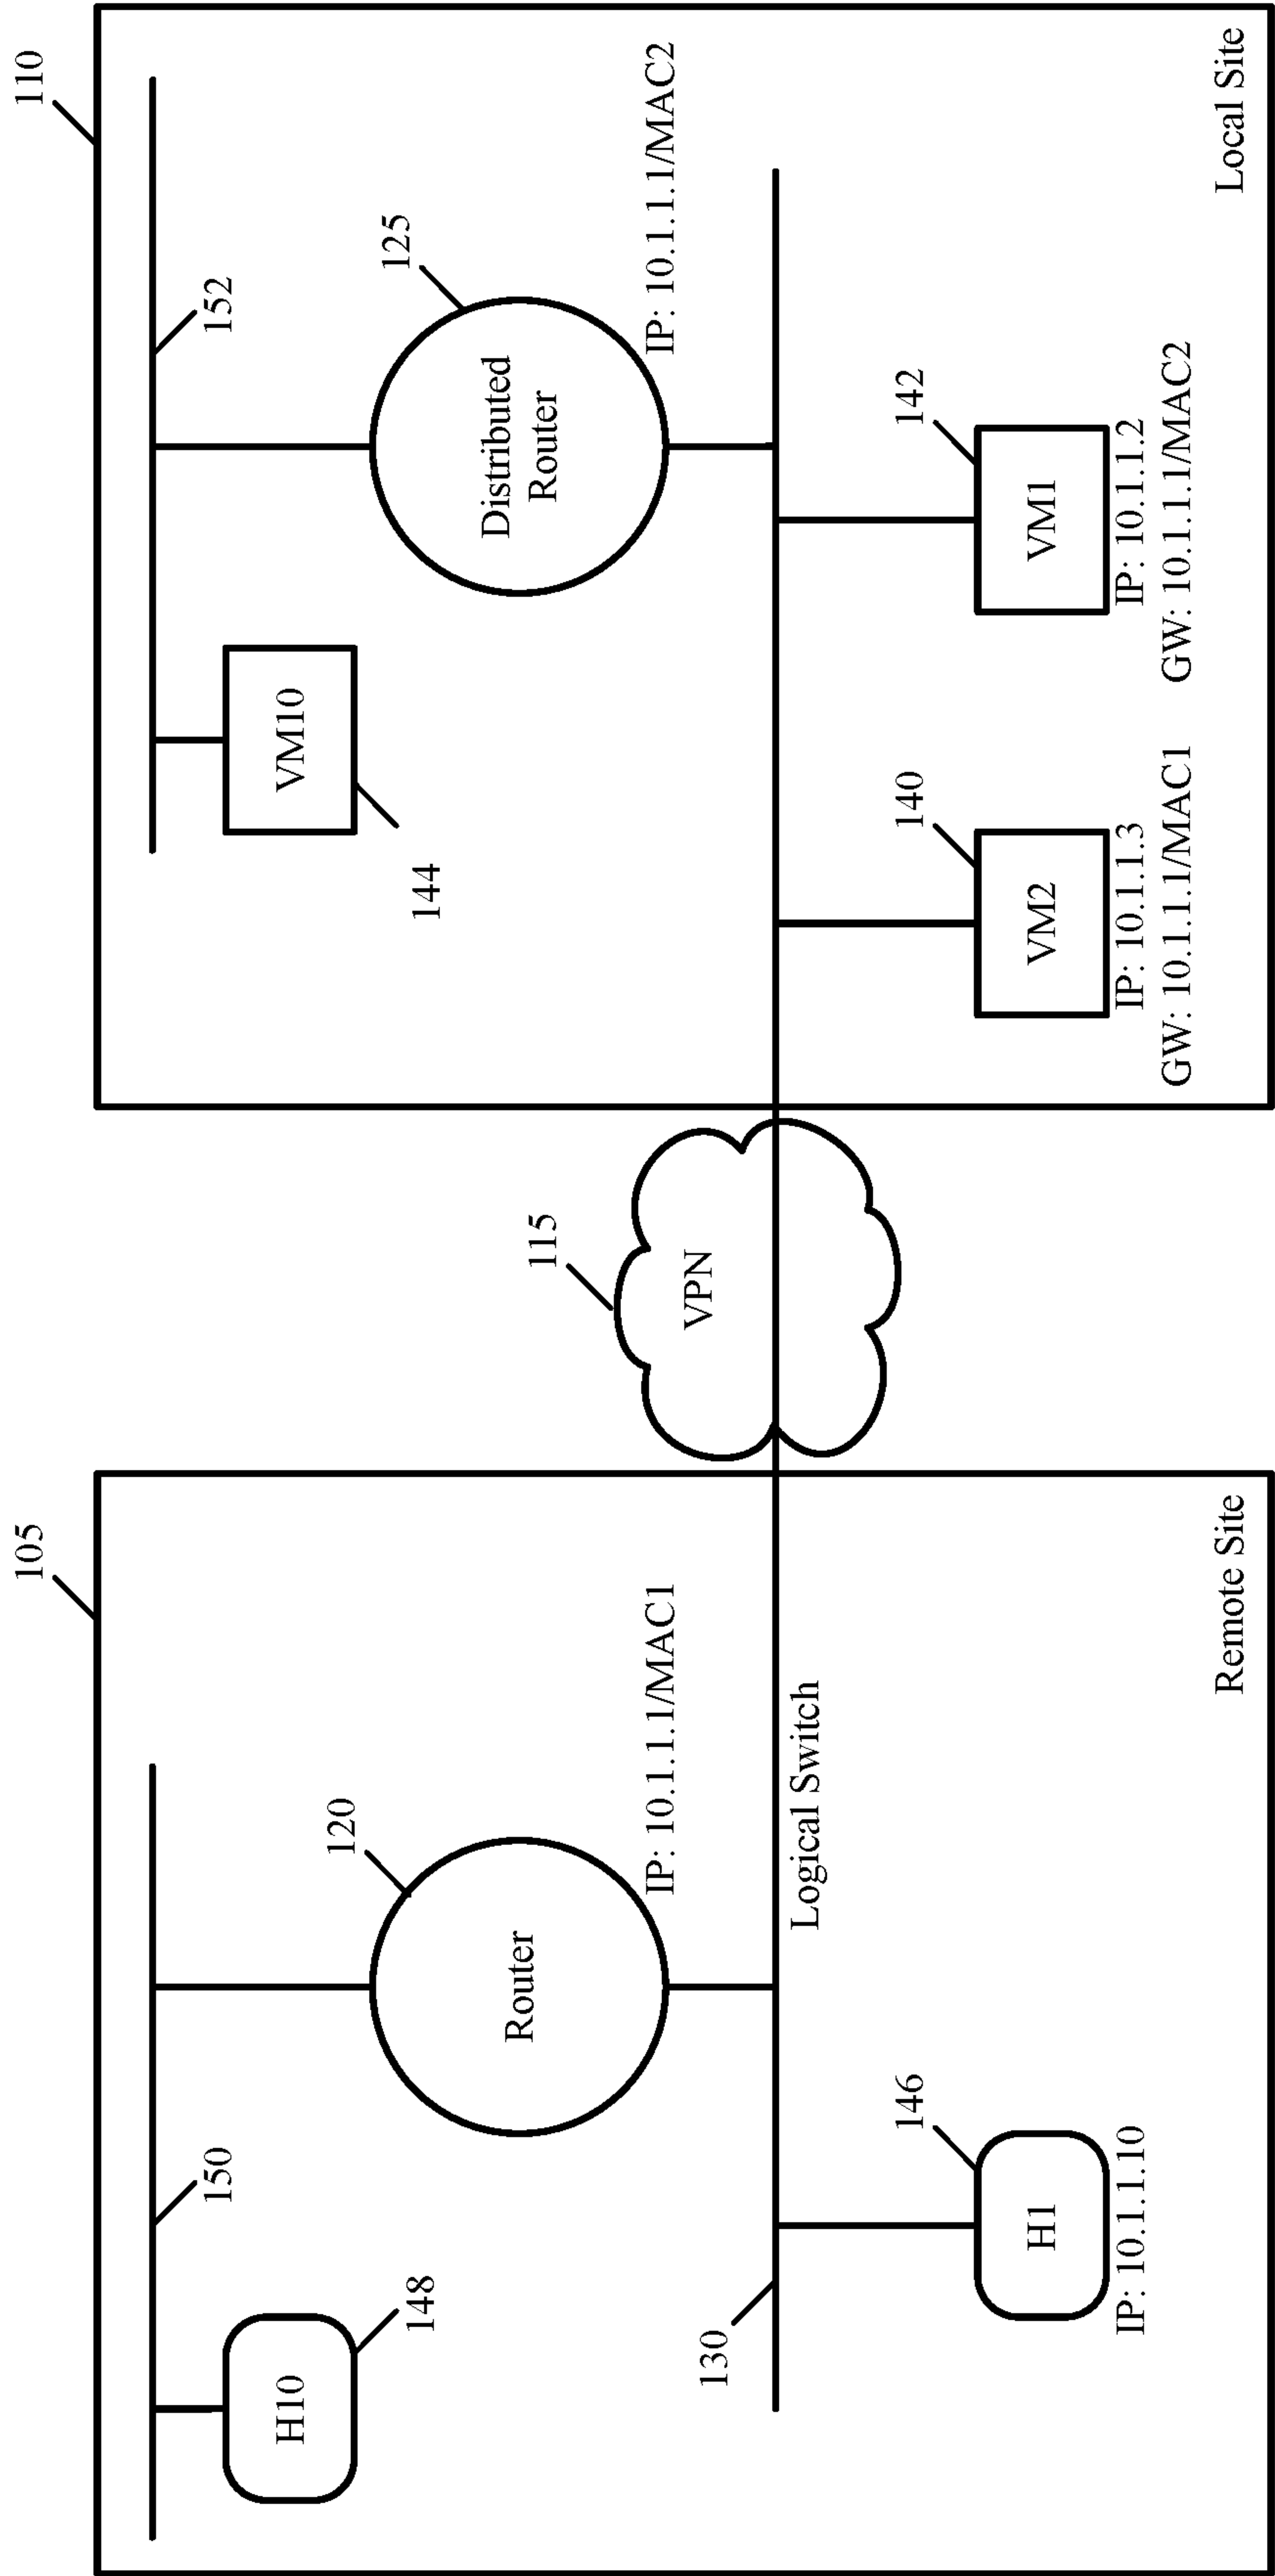 105
150
H10
148
120
Router
IP: 10.1.1.1/MAC1
130
Logical Switch
146
H1
IP: 10.1.1.10
Remote Site
115
VPN
110
152
VM10
144
125
Distributed
Router
IP: 10.1.1.1/MAC2
140
VM2
IP: 10.1.1.3
GW: 10.1.1.1/MAC1
142
VM1
IP: 10.1.1.2
GW: 10.1.1.1/MAC2
Local Site